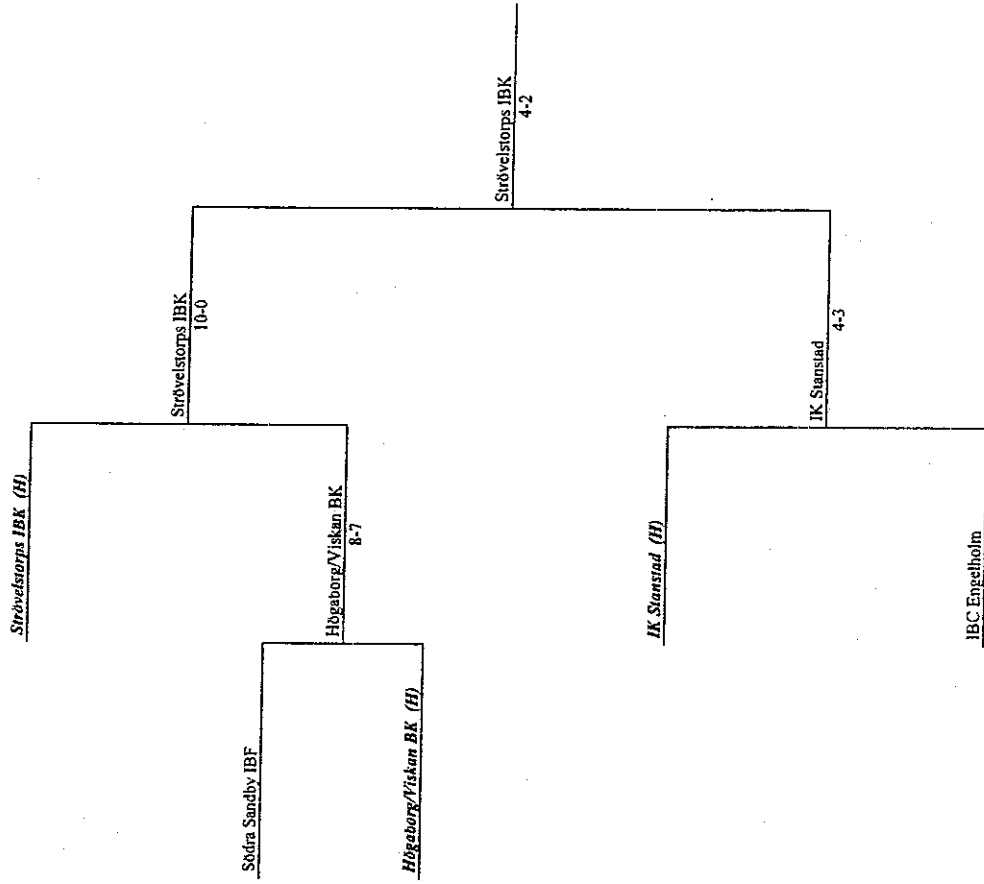 Strövelstorps IBK (H)
Strövelstorps IBK
10-0
Södra Sandby IBF
Högaborg/Viskan BK
8-7
Högaborg/Viskan BK (H)
Strövelstorps IBK
4-2
IK Stanstad (H)
IK Stanstad
4-3
IBC Engelholm